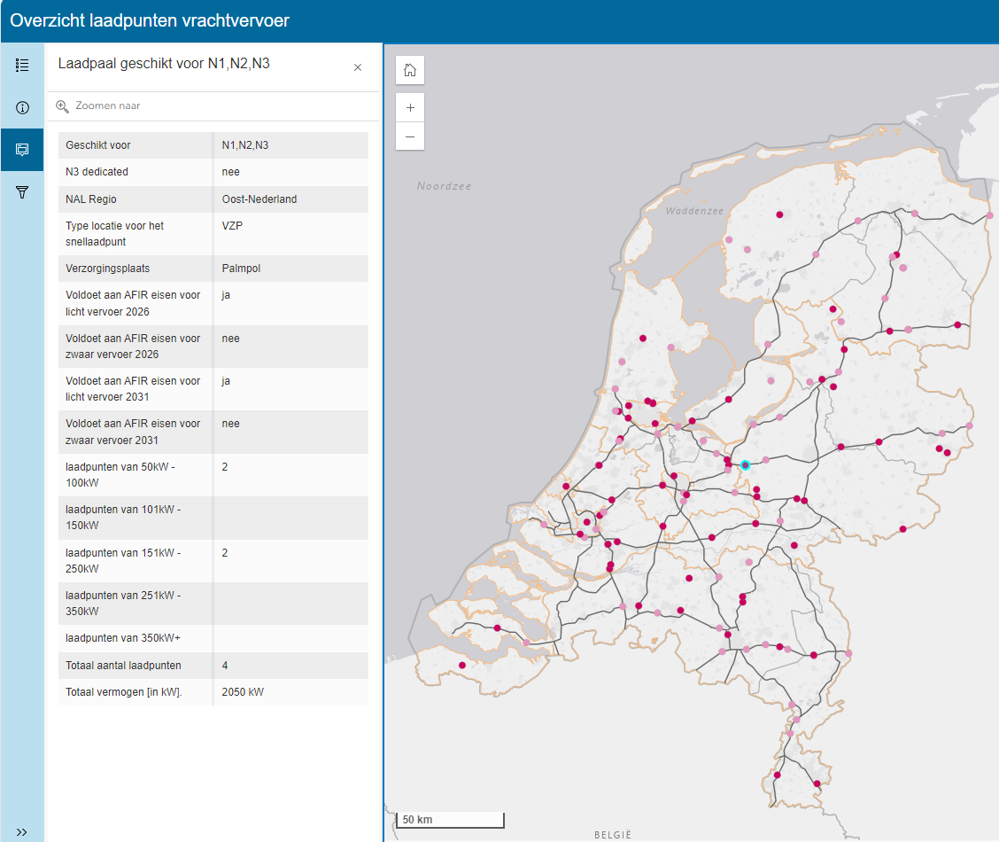 Overzicht laadpunten vrachtvervoer
Laadpaal geschikt voor N1,N2,N3
Zoomen naar
Geschikt voor N1,N2,N3
N3 dedicated nee
NAL Regio Oost-Nederland
Type locatie voor het VZP
snellaadpunt
Verzorgingsplaats Palmpol
Voldoet aan AFIR eisen voor ja
licht vervoer 2026
Voldoet aan AFIR eisen voor nee
zwaar vervoer 2026
Voldoet aan AFIR eisen voor ja
licht vervoer 2031
Voldoet aan AFIR eisen voor nee
zwaar vervoer 2031
laadpunten van 50kW - 2
100kW
laadpunten van 101kW -
150kW
laadpunten van 151kW - 2
250kW
laadpunten van 251kW -
350kW
laadpunten van 350kW+
Totaal aantal laadpunten 4
Totaal vermogen [in kW]. 2050 kW
Noordzee
Waddenzee
50 km
BELGIË